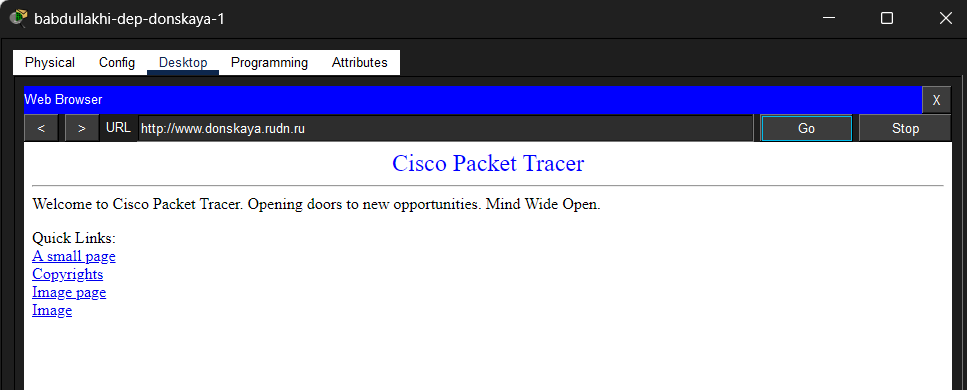 babdullakhi-dep-donskaya-1
Physical Config Desktop Programming Attributes
Web Browser X
< > URL http://www.donskaya.rudn.ru Go Stop
Cisco Packet Tracer
Welcome to Cisco Packet Tracer. Opening doors to new opportunities. Mind Wide Open.
Quick Links:
A small page
Copyrights
Image page
Image